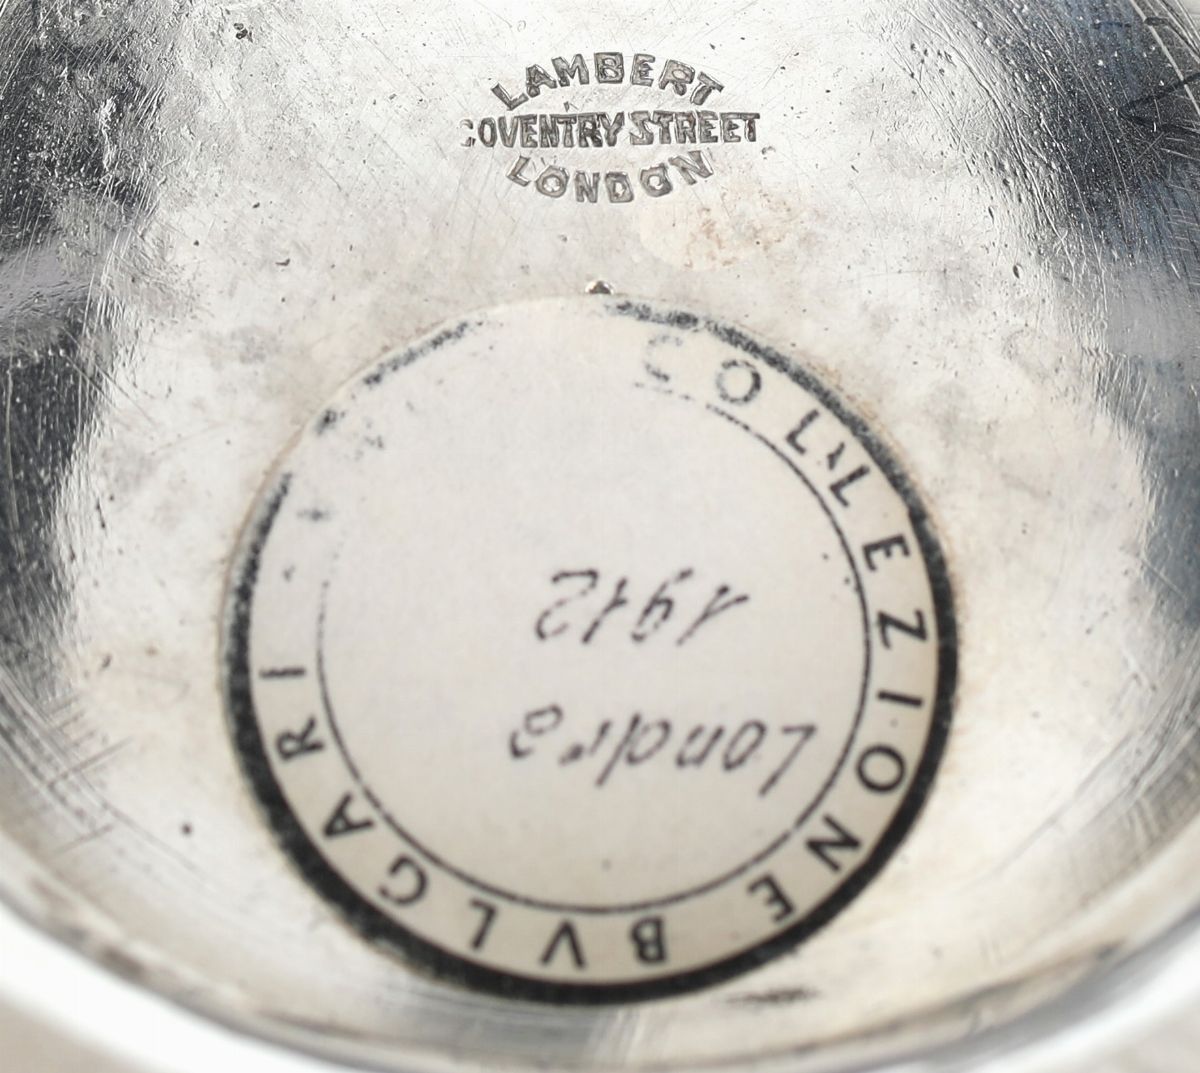 LAMBERT
COVENTRY STREET
LONDON
COLLEZIONE BVLGARI
Londra
1912